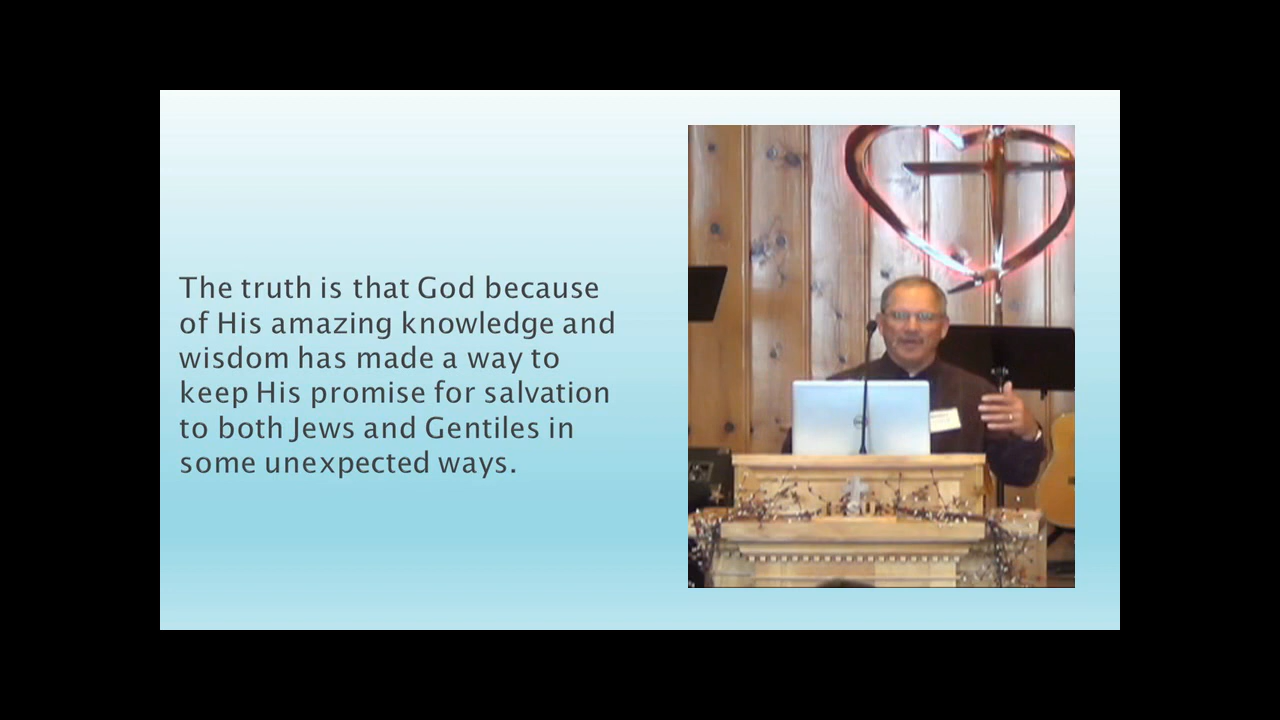 The truth is that God because
of His amazing knowledge and
wisdom has made a way to
keep His promise for salvation
to both Jews and Gentiles in
some unexpected ways.